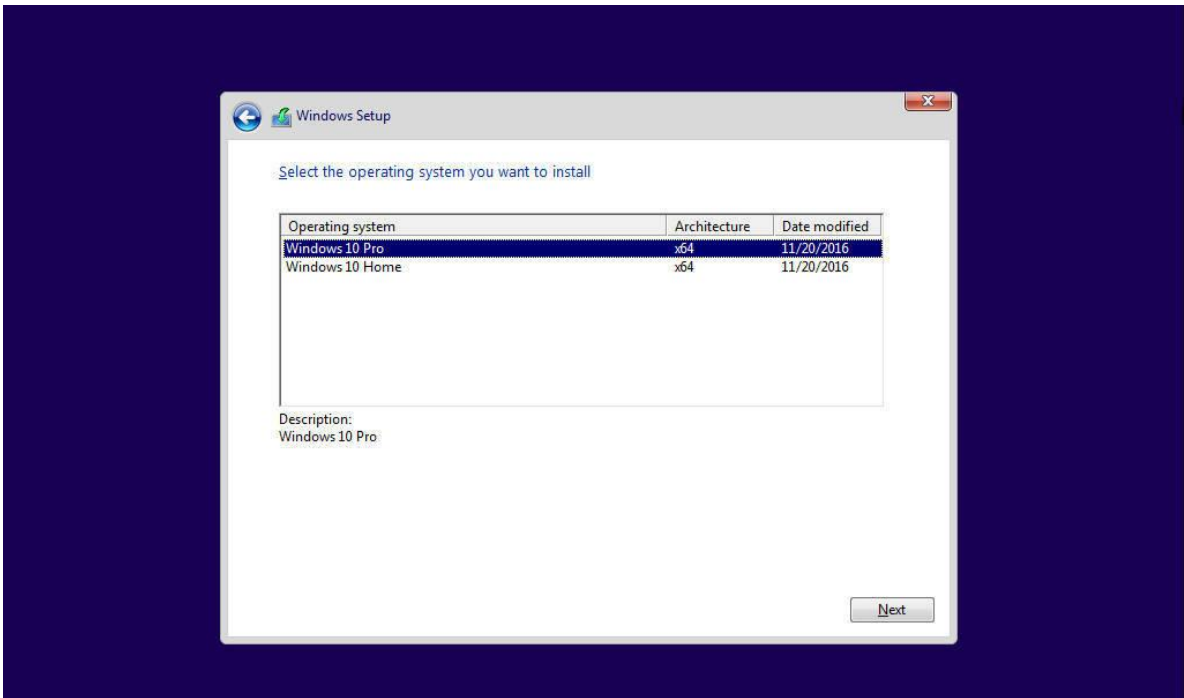 Windows Setup
Select the operating system you want to install
Operating system Architecture Date modified
Windows 10 Pro x64 11/20/2016
Windows 10 Home x64 11/20/2016
Description:
Windows 10 Pro
Next